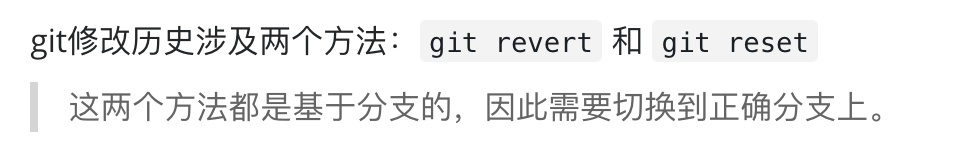 git修改历史涉及两个方法： git revert 和 git reset
这两个方法都是基于分支的，因此需要切换到正确分支上。